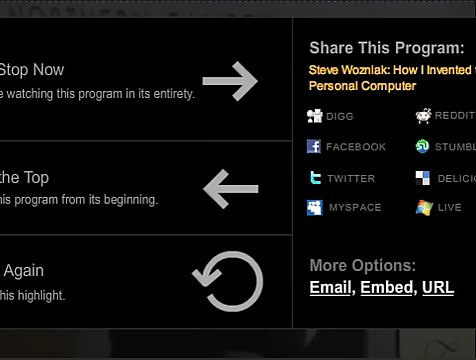 Stop Now
watching this program in its entirety.
the Top
this program from its beginning.
Again
his highlight.
Share This Program:
Steve Wozniak: How I Invented
Personal Computer
DIGG
REDDIT
FACEBOOK
STUMBL
TWITTER
DELICIO
MYSPACE
LIVE
More Options:
Email, Embed, URL